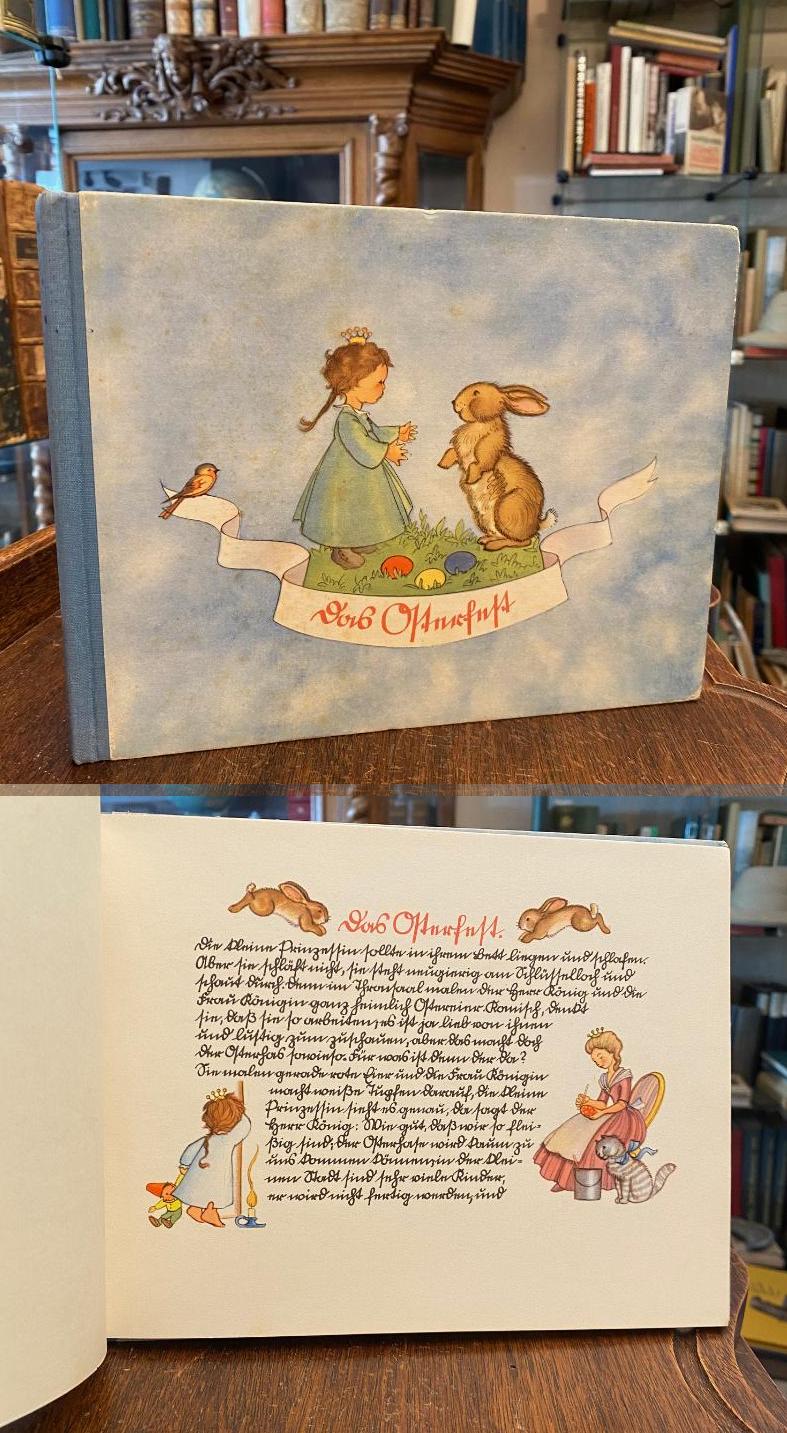 Das Osterfest
Das Osterfest.
Die kleine Prinzessin sollte in ihrem Bett liegen und schlafen.
Aber sie schläft nicht, sie steht neugierig am Schlüsselloch und
schaut durch. denn im Thronsaal malen der Herr König und die
Frau Königin ganz heimlich Ostereier. Komisch, denkt
sie, daß sie so arbeiten, es ist ja lieb von ihnen
und lustig zum zuschauen, aber das macht doch
der Osterhas sowieso. Für was ist denn der da?
Sie malen gerade rote Eier und die Frau Königin
macht weiße Tupfen darauf, die kleine
Prinzessin sieht es genau, da sagt der
Herr König: Wie gut, daß wir so flei-
ßig sind, der Osterhase wird kaum zu
uns kommen können, in der klei-
nen Stadt sind sehr viele Kinder,
er wird nicht fertig werden, und